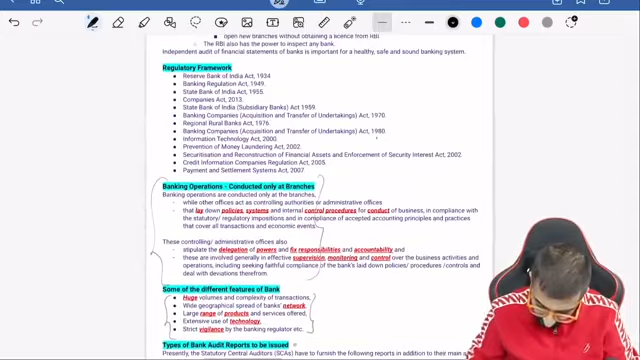 open new branches without obtaining a licence from RBI.
o The RBI also has the power to inspect any bank.
Independent audit of financial statements of banks is important for a healthy, safe and sound banking system.
Regulatory Framework
• Reserve Bank of India Act, 1934.
• Banking Regulation Act, 1949.
• State Bank of India Act, 1955.
• Companies Act, 2013.
• State Bank of India (Subsidiary Banks) Act 1959.
• Banking Companies (Acquisition and Transfer of Undertakings) Act, 1970.
• Regional Rural Banks Act, 1976.
• Banking Companies (Acquisition and Transfer of Undertakings) Act, 1980.
• Information Technology Act, 2000.
• Prevention of Money Laundering Act, 2002.
• Securitisation and Reconstruction of Financial Assets and Enforcement of Security Interest Act, 2002.
• Credit Information Companies Regulation Act, 2005.
• Payment and Settlement Systems Act, 2007
Banking Operations - Conducted only at Branches
Banking operations are conducted only at the branches,
- while other offices act as controlling authorities or administrative offices
- that lay down policies, systems and internal control procedures for conduct of business, in compliance with
the statutory/ regulatory impositions and in compliance of accepted accounting principles and practices
that cover all transactions and economic events
These controlling/ administrative offices also
- stipulate the delegation of powers and fix responsibilities and accountability and
- these are involved generally in effective supervision, monitoring and control over the business activities and
operations, including seeking faithful compliance of the bank's laid down policies/ procedures /controls and
deal with deviations therefrom
Some of the different features of Bank
• Huge volumes and complexity of transactions,
• Wide geographical spread of banks' network,
• Large range of products and services offered,
• Extensive use of technology,
• Strict vigilance by the banking regulator etc.
Types of Bank Audit Reports to be issued
Presently, the Statutory Central Auditors (SCAs) have to furnish the following reports in addition to their main